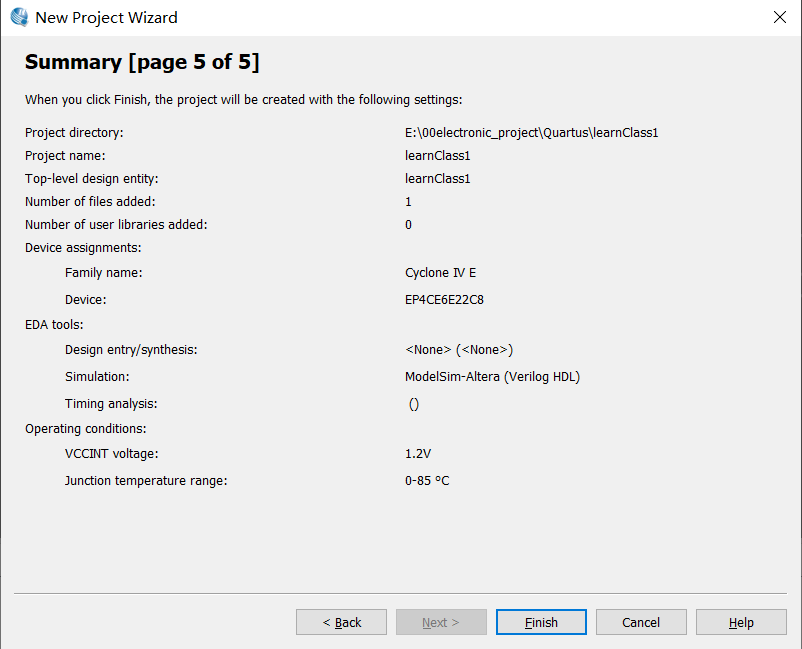 New Project Wizard
Summary [page 5 of 5]
When you click Finish, the project will be created with the following settings:
Project directory: E:\00electronic_project\Quartus\learnClass1
Project name: learnClass1
Top-level design entity: learnClass1
Number of files added: 1
Number of user libraries added: 0
Device assignments:
Family name: Cyclone IV E
Device: EP4CE6E22C8
EDA tools:
Design entry/synthesis: <None> (<None>)
Simulation: ModelSim-Altera (Verilog HDL)
Timing analysis: ()
Operating conditions:
VCCINT voltage: 1.2V
Junction temperature range: 0-85 ºC
< Back Next > Finish Cancel Help